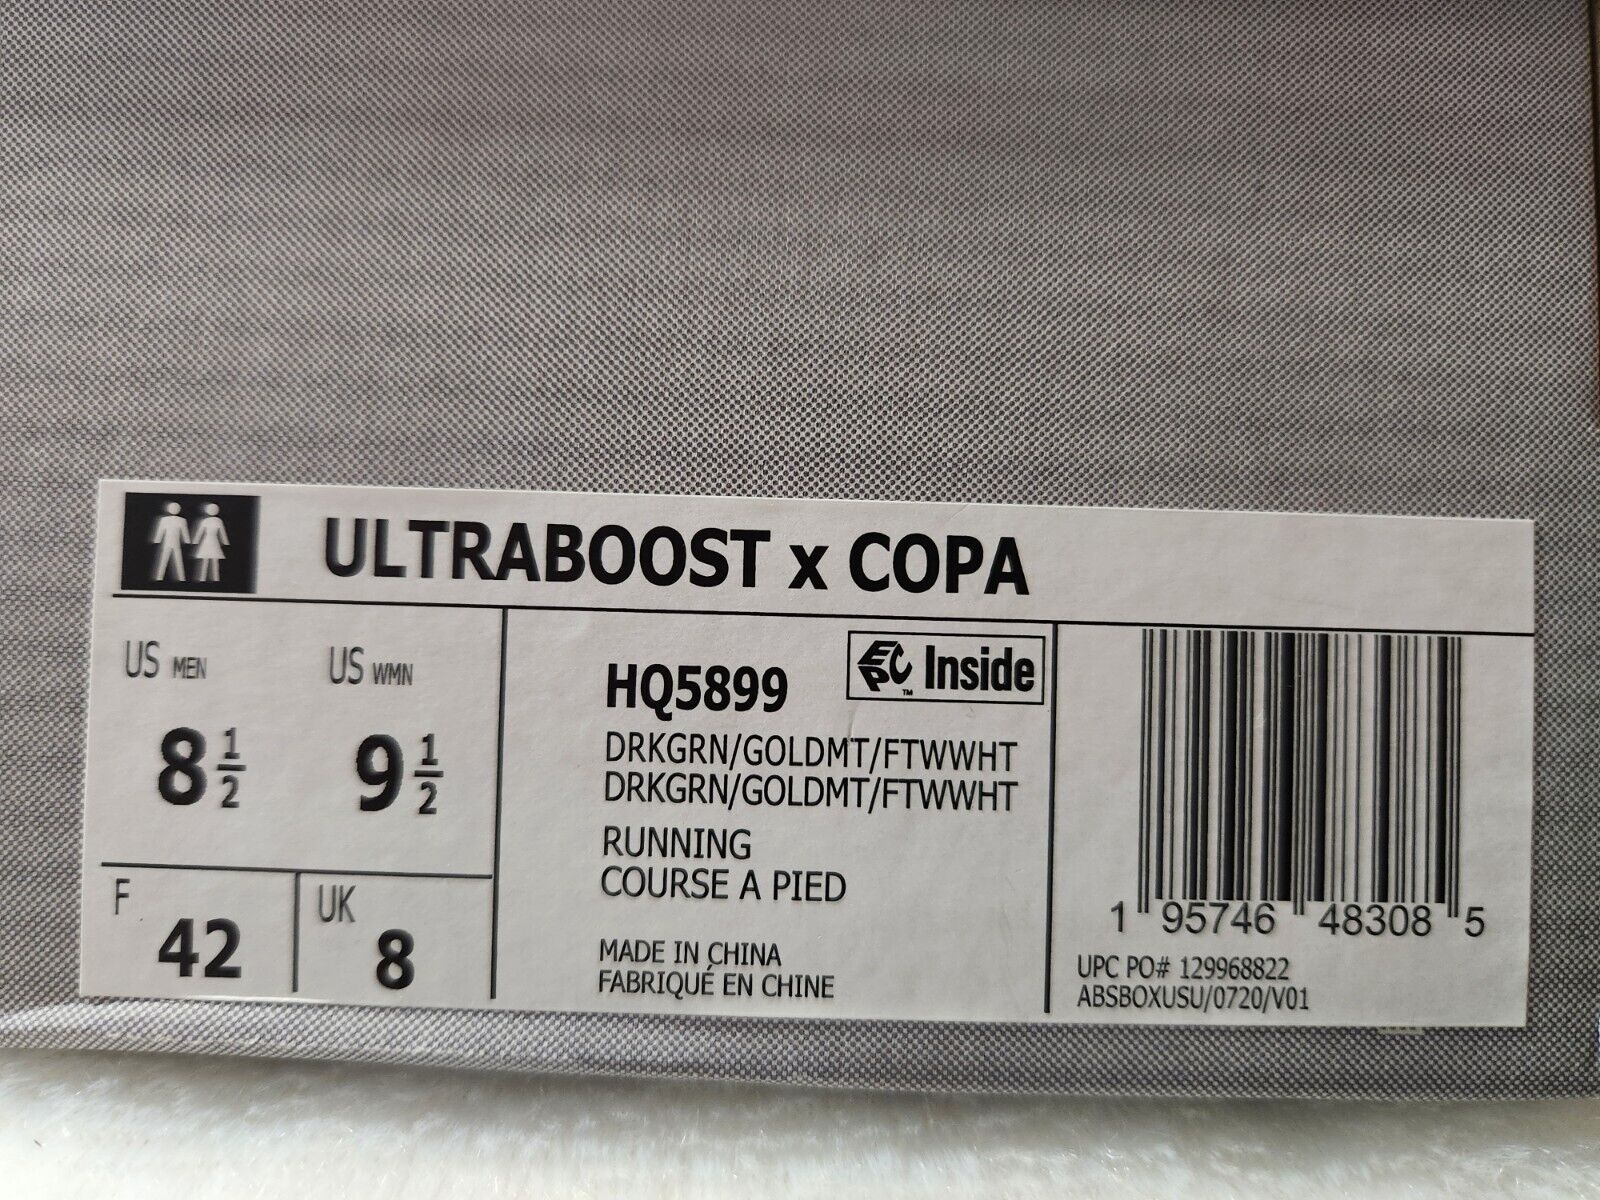 ULTRABOOST x COPA
US MEN
8 1/2
US WMN
9 1/2
F
42
UK
8
HQ5899
EPC™ Inside
DRKGRN/GOLDMT/FTWWHT
DRKGRN/GOLDMT/FTWWHT
RUNNING
COURSE A PIED
MADE IN CHINA
FABRIQUÉ EN CHINE
1 95746 48308 5
UPC PO# 129968822
ABSBOXUSU/0720/V01